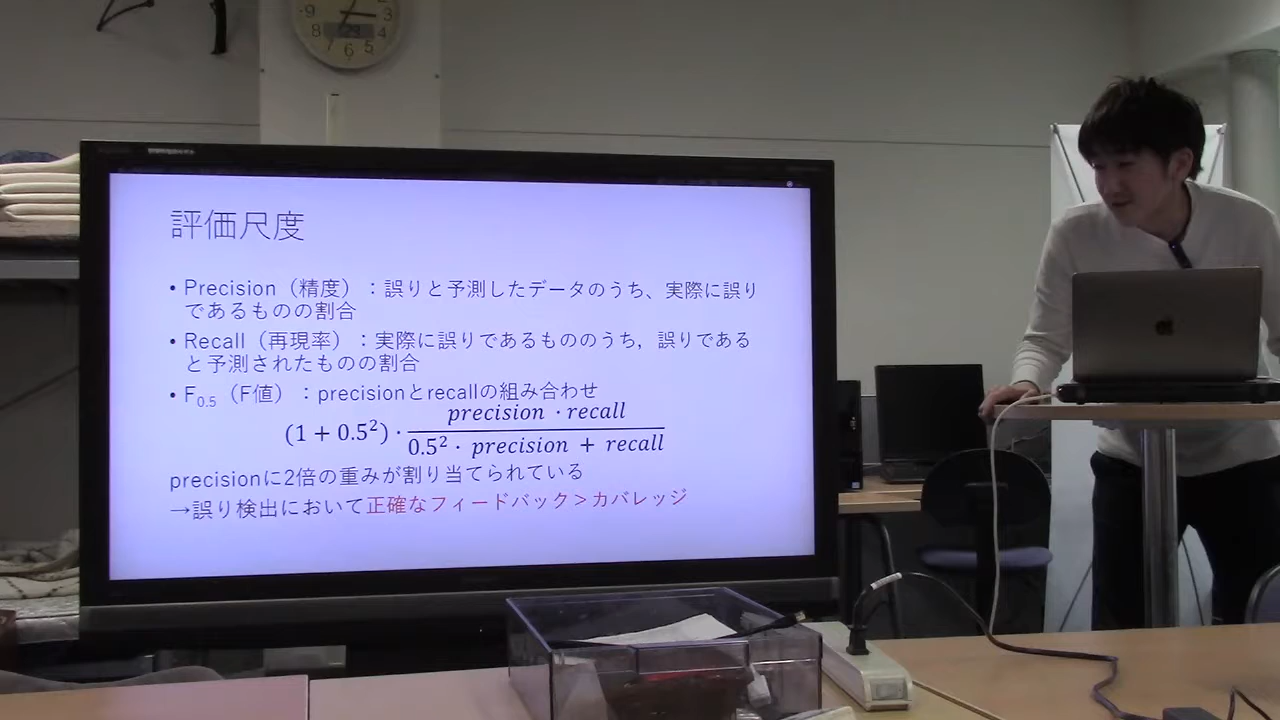 9 3
8 4
7 6 5
評価尺度
• Precision（精度）：誤りと予測したデータのうち、実際に誤り
であるものの割合
• Recall（再現率）：実際に誤りであるもののうち，誤りである
と予測されたものの割合
• F0.5（F値）：precisionとrecallの組み合わせ
(1 + 0.5²) · precision · recall / 0.5² · precision + recall
precisionに2倍の重みが割り当てられている
→誤り検出において正確なフィードバック＞カバレッジ